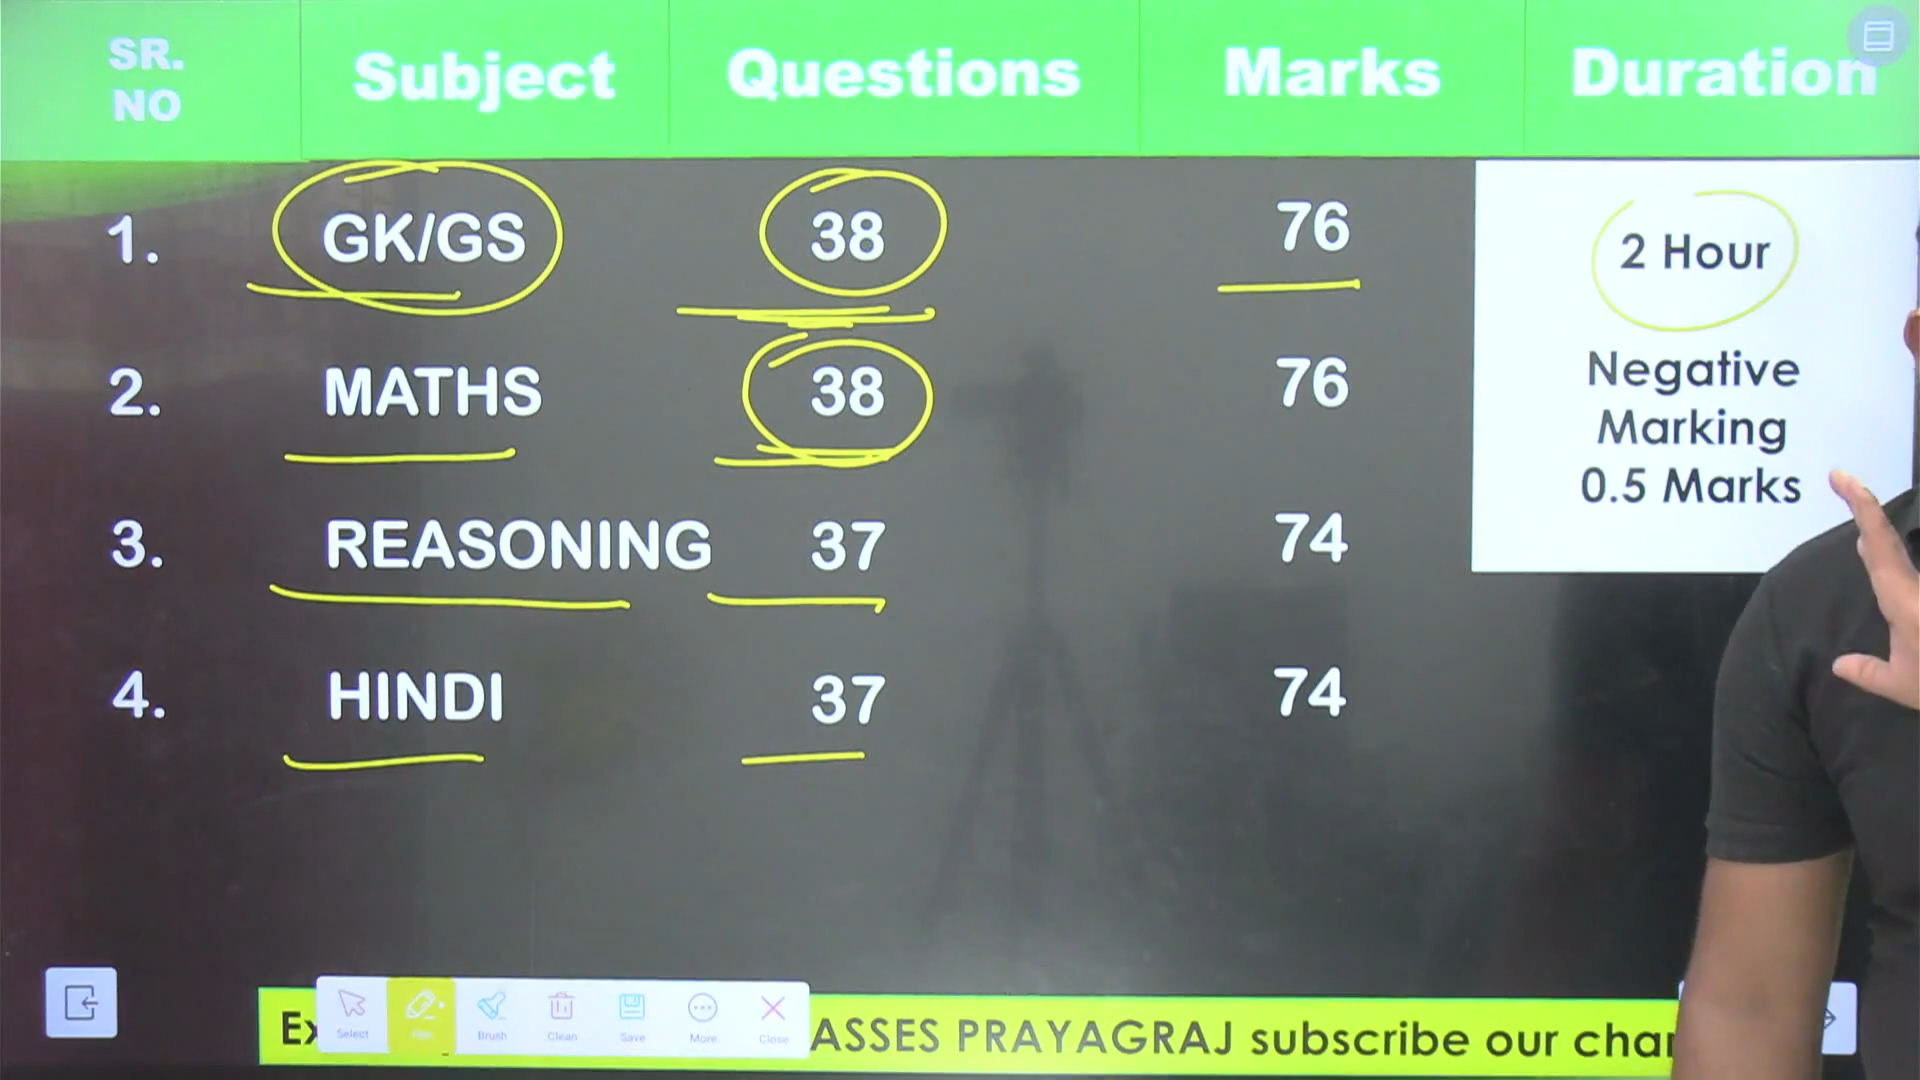 SR. NO Subject Questions Marks Duration
1. GK/GS 38 76 2 Hour
2. MATHS 38 76 Negative
Marking
0.5 Marks
3. REASONING 37 74
4. HINDI 37 74
Select Brush Clean Save More Close
ASSES PRAYAGRAJ subscribe our